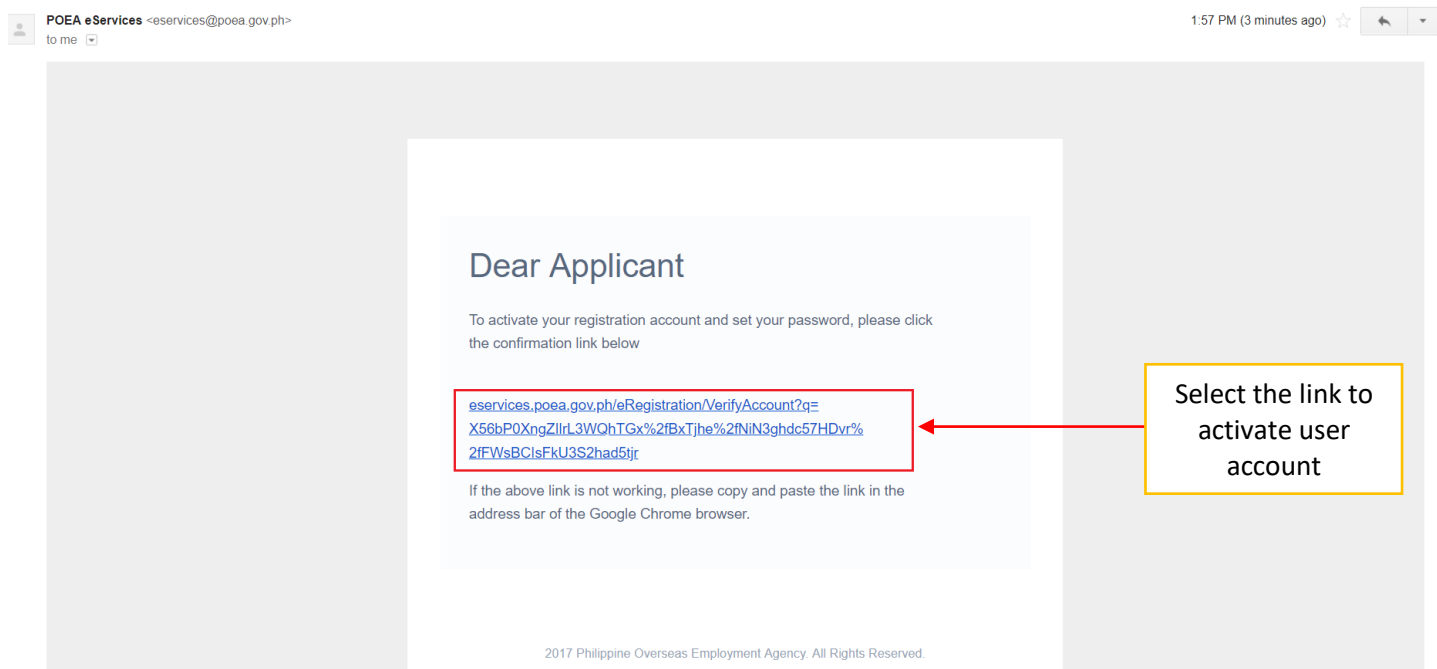 POEA eServices <eservices@poea.gov.ph>
1:57 PM (3 minutes ago)
to me
Dear Applicant
To activate your registration account and set your password, please click
the confirmation link below
eservices.poea.gov.ph/eRegistration/VerifyAccount?q=
X56bP0XngZIlrL3WQhTGx%2fBxTjhe%2fNiN3ghdc57HDvr%
2fFWsBCIsFkU3S2had5tjr
If the above link is not working, please copy and paste the link in the
address bar of the Google Chrome browser.
Select the link to
activate user
account
2017 Philippine Overseas Employment Agency. All Rights Reserved.